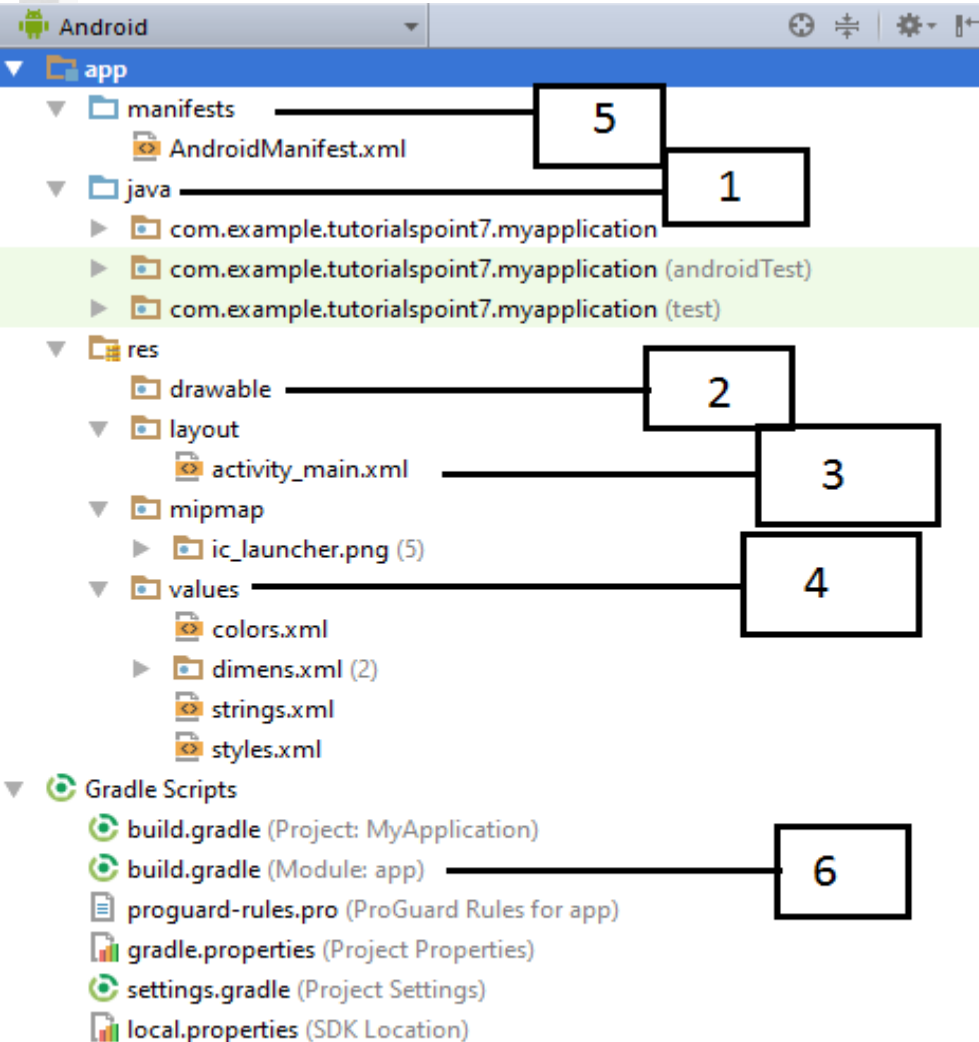 Android
app
manifests
5
AndroidManifest.xml
java
1
com.example.tutorialspoint7.myapplication
com.example.tutorialspoint7.myapplication (androidTest)
com.example.tutorialspoint7.myapplication (test)
res
drawable
2
layout
activity_main.xml
3
mipmap
ic_launcher.png (5)
values
4
colors.xml
dimens.xml (2)
strings.xml
styles.xml
Gradle Scripts
build.gradle (Project: MyApplication)
build.gradle (Module: app)
6
proguard-rules.pro (ProGuard Rules for app)
gradle.properties (Project Properties)
settings.gradle (Project Settings)
local.properties (SDK Location)